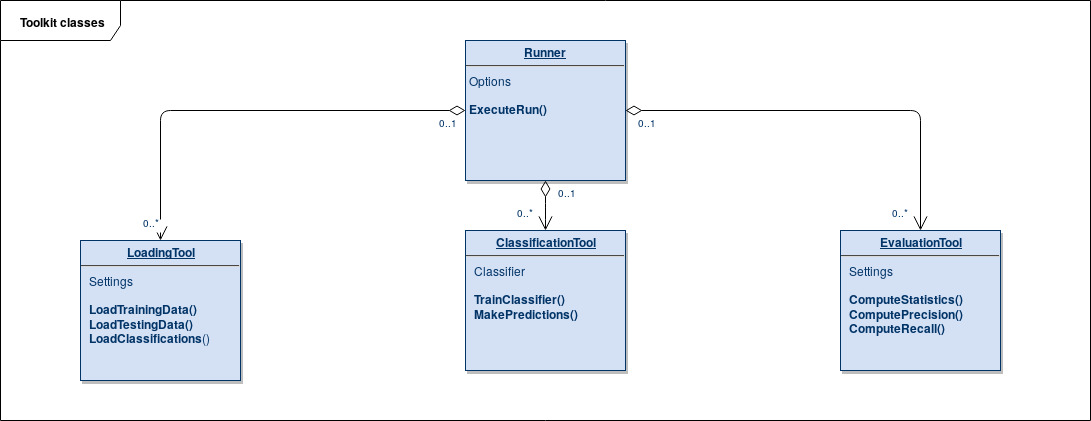 Toolkit classes
Runner
Options
ExecuteRun()
0..1
0..1
0..1
0..*
0..*
0..*
LoadingTool
Settings
LoadTrainingData()
LoadTestingData()
LoadClassifications()
ClassificationTool
Classifier
TrainClassifier()
MakePredictions()
EvaluationTool
Settings
ComputeStatistics()
ComputePrecision()
ComputeRecall()